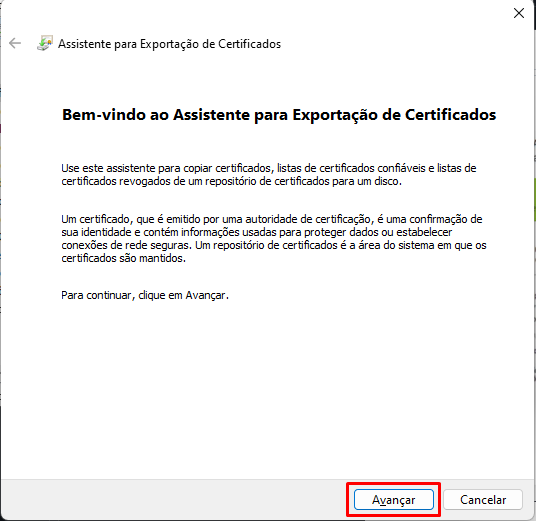 Assistente para Exportação de Certificados
Bem-vindo ao Assistente para Exportação de Certificados
Use este assistente para copiar certificados, listas de certificados confiáveis e listas de
certificados revogados de um repositório de certificados para um disco.
Um certificado, que é emitido por uma autoridade de certificação, é uma confirmação de
sua identidade e contém informações usadas para proteger dados ou estabelecer
conexões de rede seguras. Um repositório de certificados é a área do sistema em que os
certificados são mantidos.
Para continuar, clique em Avançar.
Avançar
Cancelar